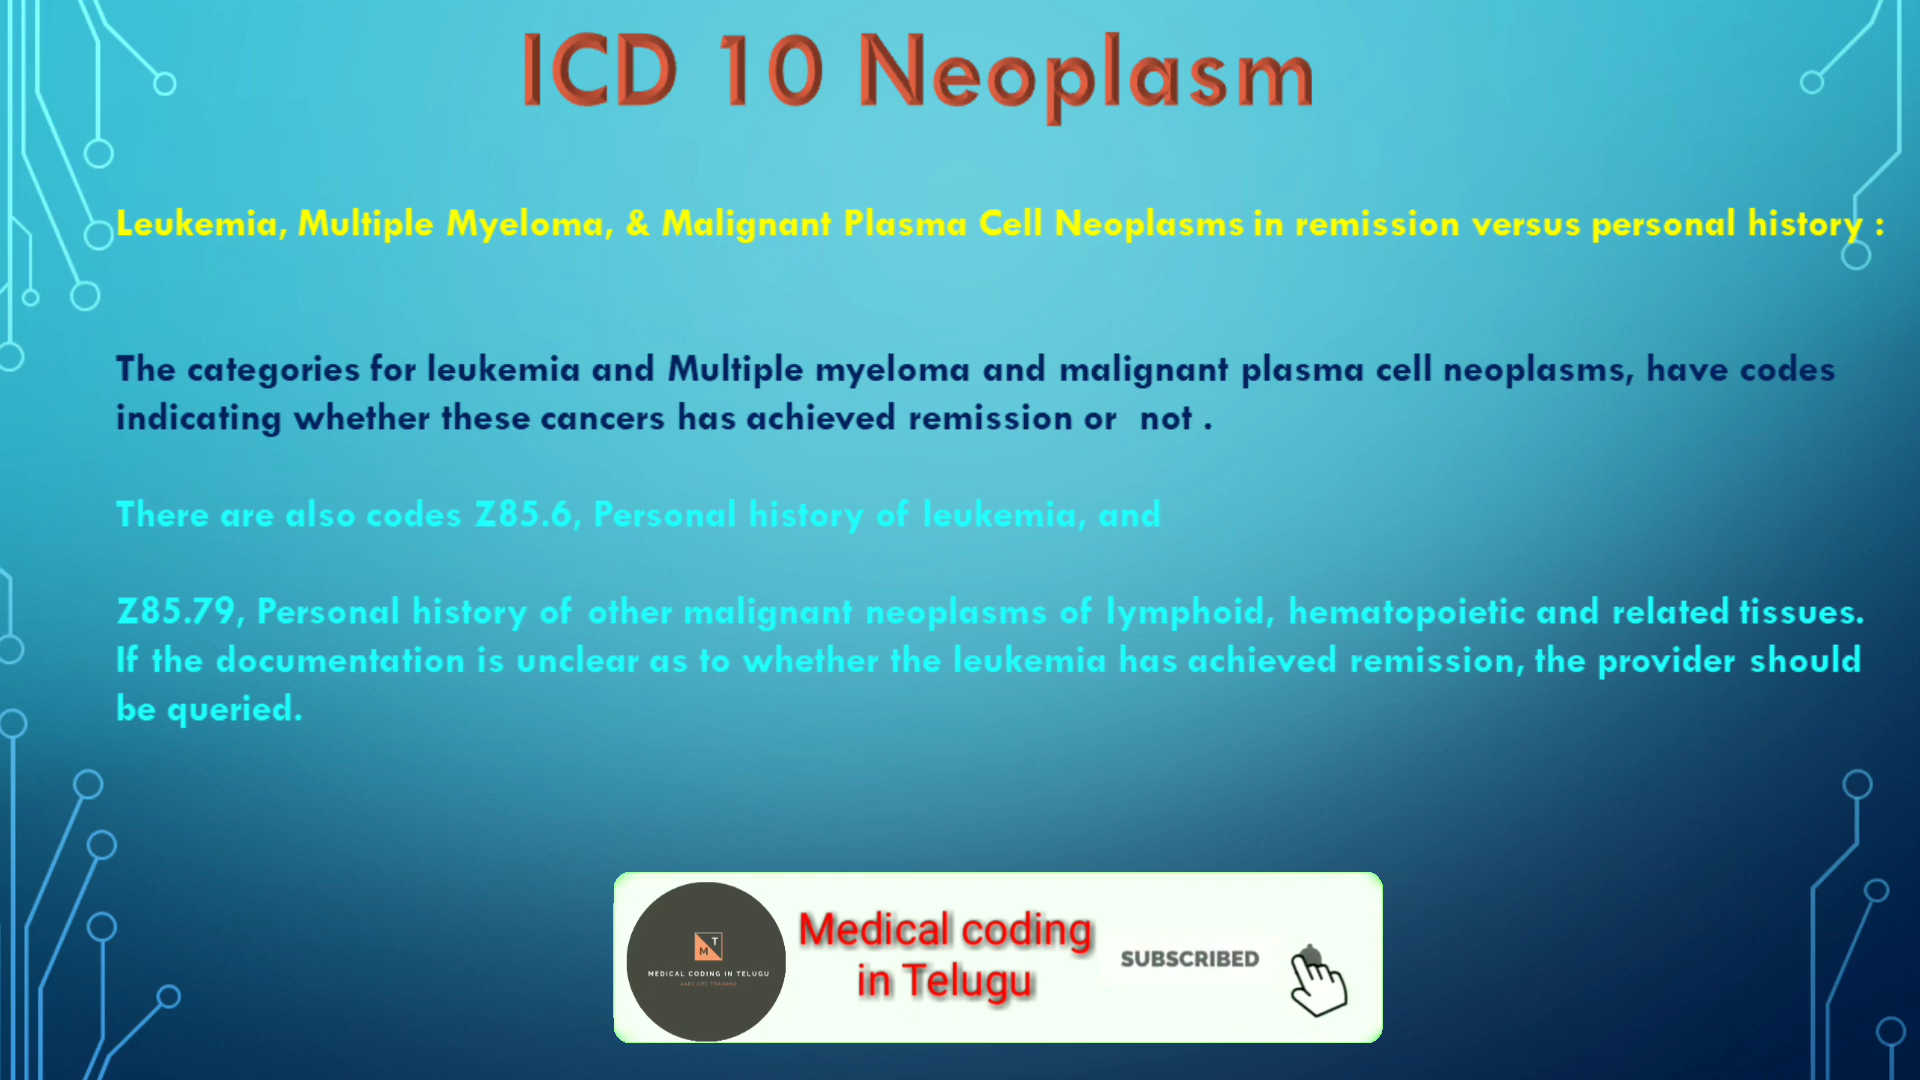 ICD 10 Neoplasm
Leukemia, Multiple Myeloma, & Malignant Plasma Cell Neoplasms in remission versus personal history :
The categories for leukemia and Multiple myeloma and malignant plasma cell neoplasms, have codes
indicating whether these cancers has achieved remission or not .
There are also codes Z85.6, Personal history of leukemia, and
Z85.79, Personal history of other malignant neoplasms of lymphoid, hematopoietic and related tissues.
If the documentation is unclear as to whether the leukemia has achieved remission, the provider should
be queried.
M T
MEDICAL CODING IN TELUGU
AAPC CPC TRAINING
Medical coding
in Telugu
SUBSCRIBED